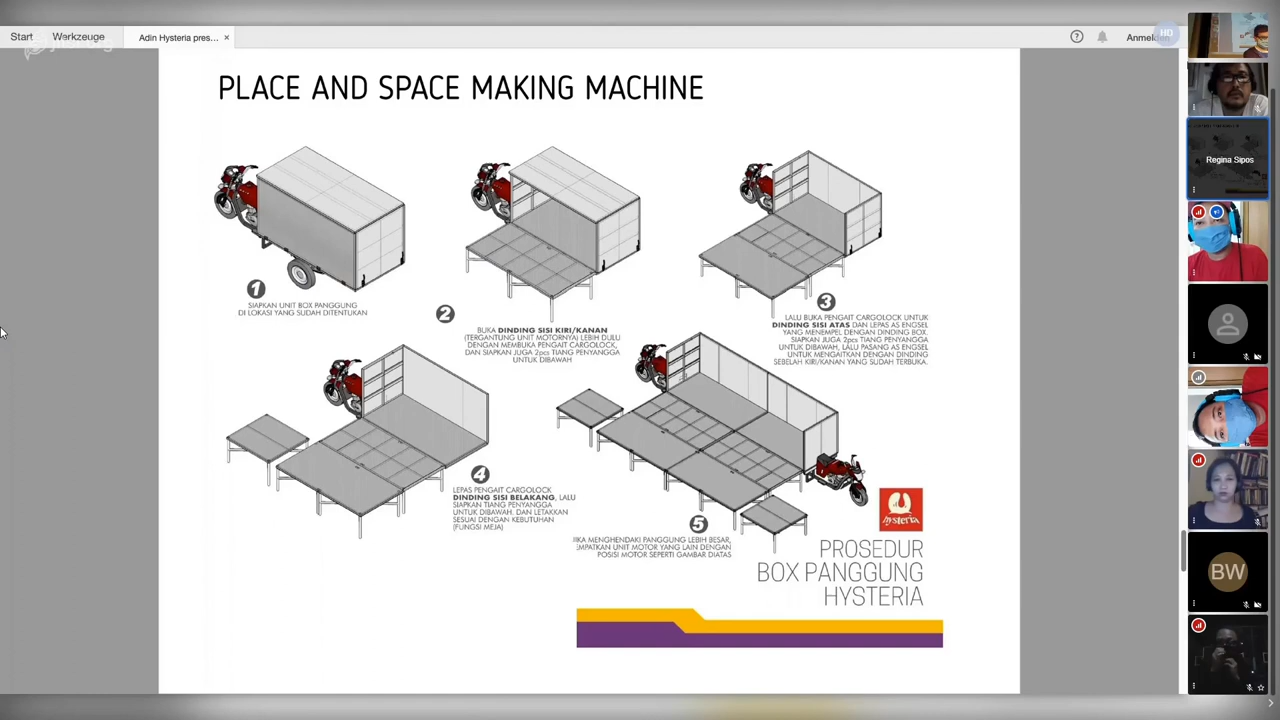 Start
Werkzeuge
Adin Hysteria pres...
×
?
Anmelden
HD
PLACE AND SPACE MAKING MACHINE
1
SIAPKAN UNIT BOX PANGGUNG
DI LOKASI YANG SUDAH DITENTUKAN
2
BUKA DINDING SISI KIRI/KANAN
(TERGANTUNG UNIT MOTORNYA) LEBIH DULU
DENGAN MEMBUKA PENGAIT CARGOLOCK,
DAN SIAPKAN JUGA 2pcs TIANG PENYANGGA
UNTUK DIBAWAH
3
LALU BUKA PENGAIT CARGOLOCK UNTUK
DINDING SISI ATAS DAN LEPAS AS ENGSEL
YANG MENEMPEL DENGAN DINDING BOX.
SIAPKAN JUGA 2pcs TIANG PENYANGGA
UNTUK DIBAWAH, LALU PASANG AS ENGSEL
UNTUK MENGAITKAN DENGAN DINDING
SEBELAH KIRI/KANAN YANG SUDAH TERBUKA.
4
LEPAS PENGAIT CARGOLOCK
DINDING SISI BELAKANG, LALU
SIAPKAN TIANG PENYANGGA
UNTUK DIBAWAH. DAN LETAKKAN
SESUAI DENGAN KEBUTUHAN
(FUNGSI MEJA)
5
JIKA MENGHENDAKI PANGGUNG LEBIH BESAR,
EMPATKAN UNIT MOTOR YANG LAIN DENGAN
POSISI MOTOR SEPERTI GAMBAR DIATAS
hysteria
PROSEDUR
BOX PANGGUNG
HYSTERIA
Regina Sipos
BW